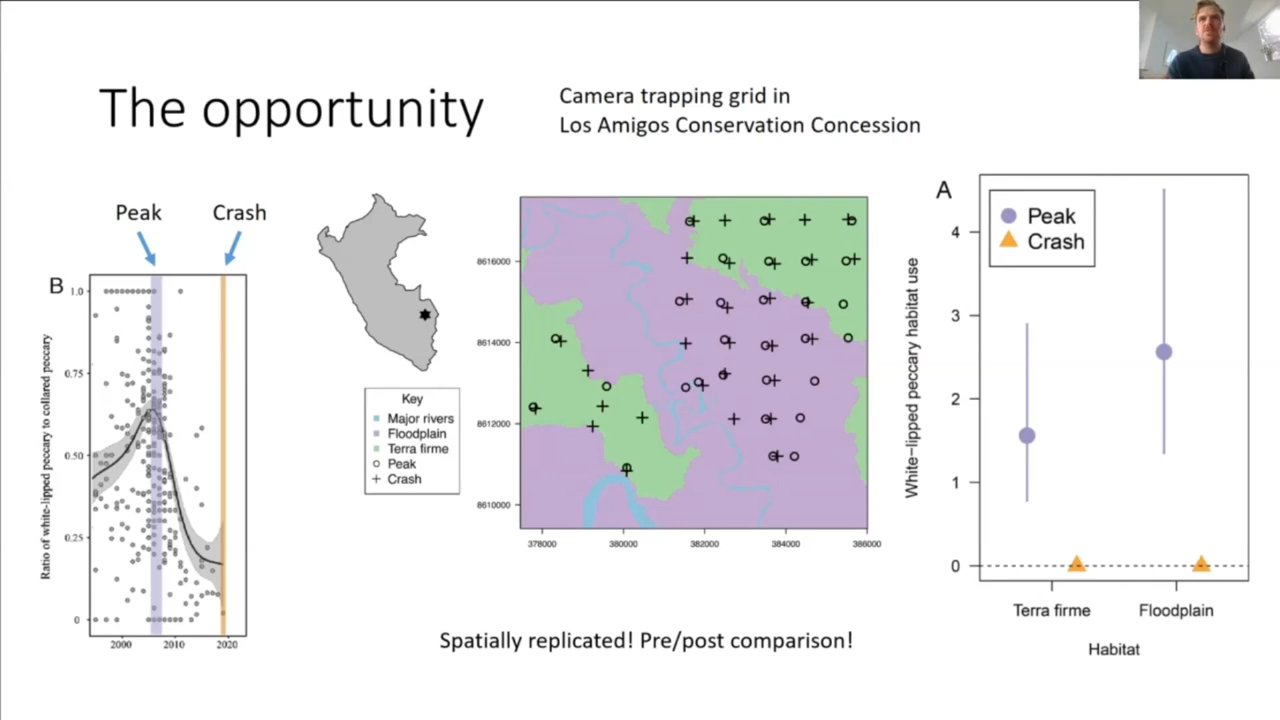 The opportunity
Camera trapping grid in
Los Amigos Conservation Concession
Peak
Crash
B
Ratio of white-lipped peccary to collared peccary
1.0
0.75
0.50
0.25
0
2000
2010
2020
Key
Major rivers
Floodplain
Terra firme
Peak
Crash
8616000
8614000
8612000
8610000
378000
380000
382000
384000
386000
A
Peak
Crash
White-lipped peccary habitat use
4
3
2
1
0
Terra firme
Floodplain
Habitat
Spatially replicated! Pre/post comparison!